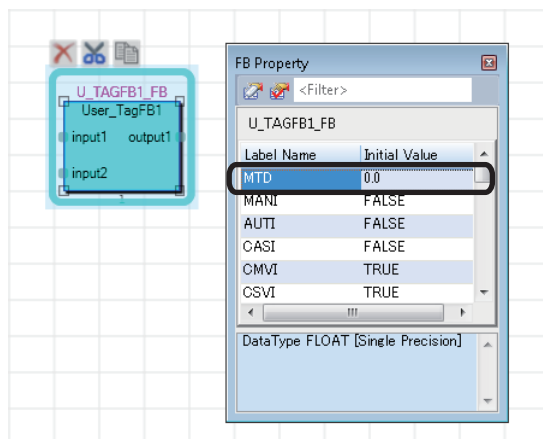 U_TAGFB1_FB
User_TagFB1
input1 output1
input2
1
FB Property
<Filter>
U_TAGFB1_FB
Label Name Initial Value
MTD 0.0
MANI FALSE
AUTI FALSE
CASI FALSE
CMVI TRUE
CSVI TRUE
DataType FLOAT [Single Precision]